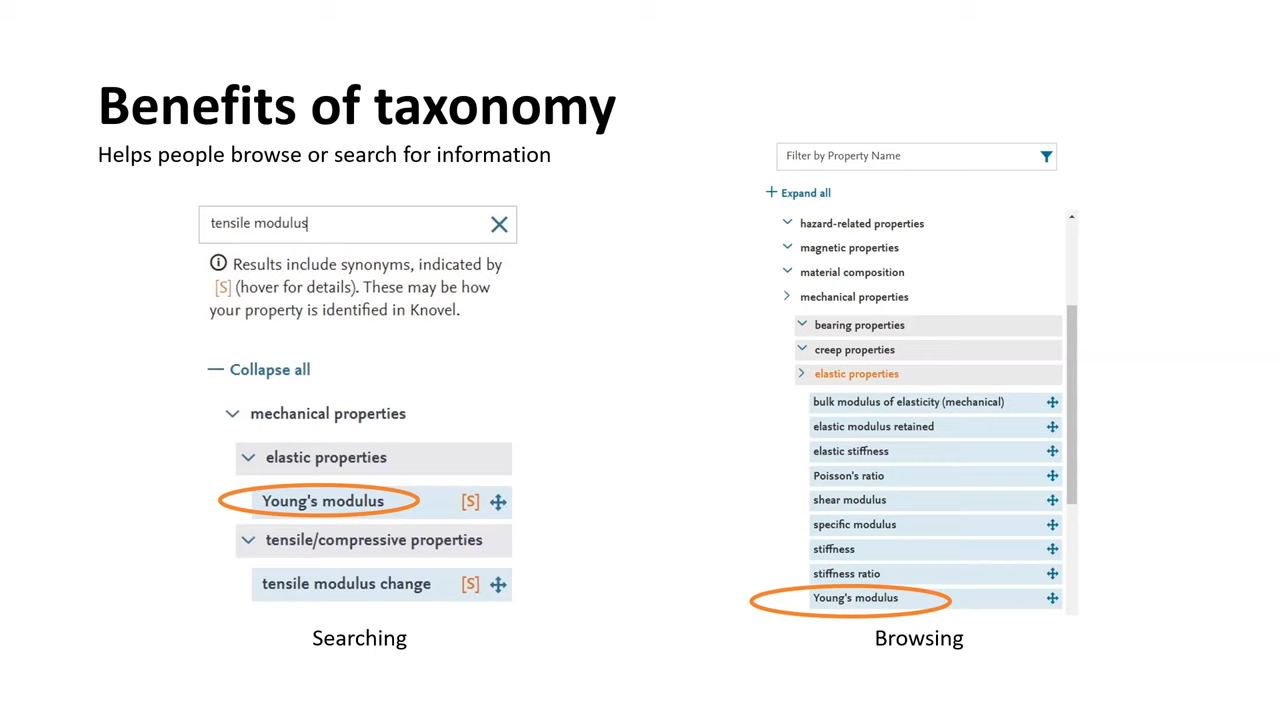 Benefits of taxonomy
Helps people browse or search for information
tensile modulus
Results include synonyms, indicated by
[S] (hover for details). These may be how
your property is identified in Knovel.
Collapse all
mechanical properties
elastic properties
Young's modulus [S]
tensile/compressive properties
tensile modulus change [S]
Searching
Filter by Property Name
Expand all
hazard-related properties
magnetic properties
material composition
mechanical properties
bearing properties
creep properties
elastic properties
bulk modulus of elasticity (mechanical)
elastic modulus retained
elastic stiffness
Poisson's ratio
shear modulus
specific modulus
stiffness
stiffness ratio
Young's modulus
Browsing